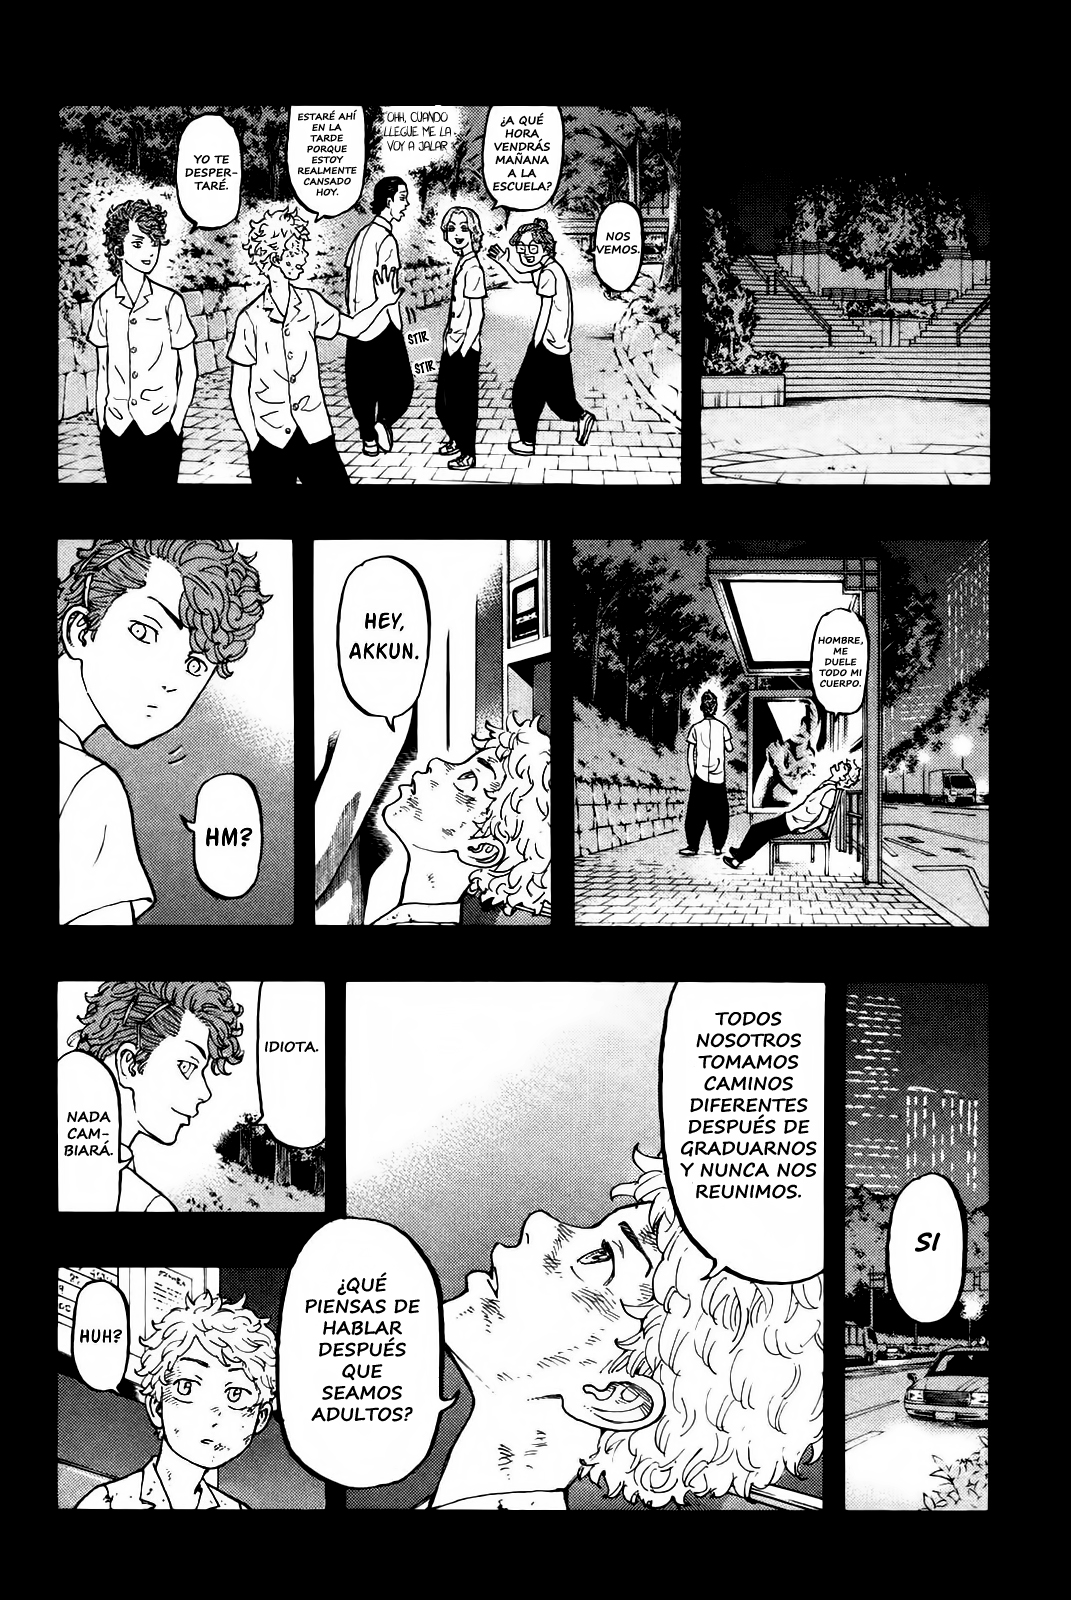 NOS
VEMOS.
¿A QUÉ
HORA
VENDRÁS
MAÑANA
A LA
ESCUELA?
OHH, CUANDO
LLEGUE ME LA
VOY A JALAR
ESTARÉ AHÍ
EN LA
TARDE
PORQUE
ESTOY
REALMENTE
CANSADO
HOY.
YO TE
DESPER-
TARÉ.
STIR
STIR
HOMBRE,
ME
DUELE
TODO MI
CUERPO.
HEY,
AKKUN.
HM?
SI
TODOS
NOSOTROS
TOMAMOS
CAMINOS
DIFERENTES
DESPUÉS DE
GRADUARNOS
Y NUNCA NOS
REUNIMOS.
¿QUÉ
PIENSAS DE
HABLAR
DESPUÉS
QUE
SEAMOS
ADULTOS?
IDIOTA.
NADA
CAM-
BIARÁ.
HUH?